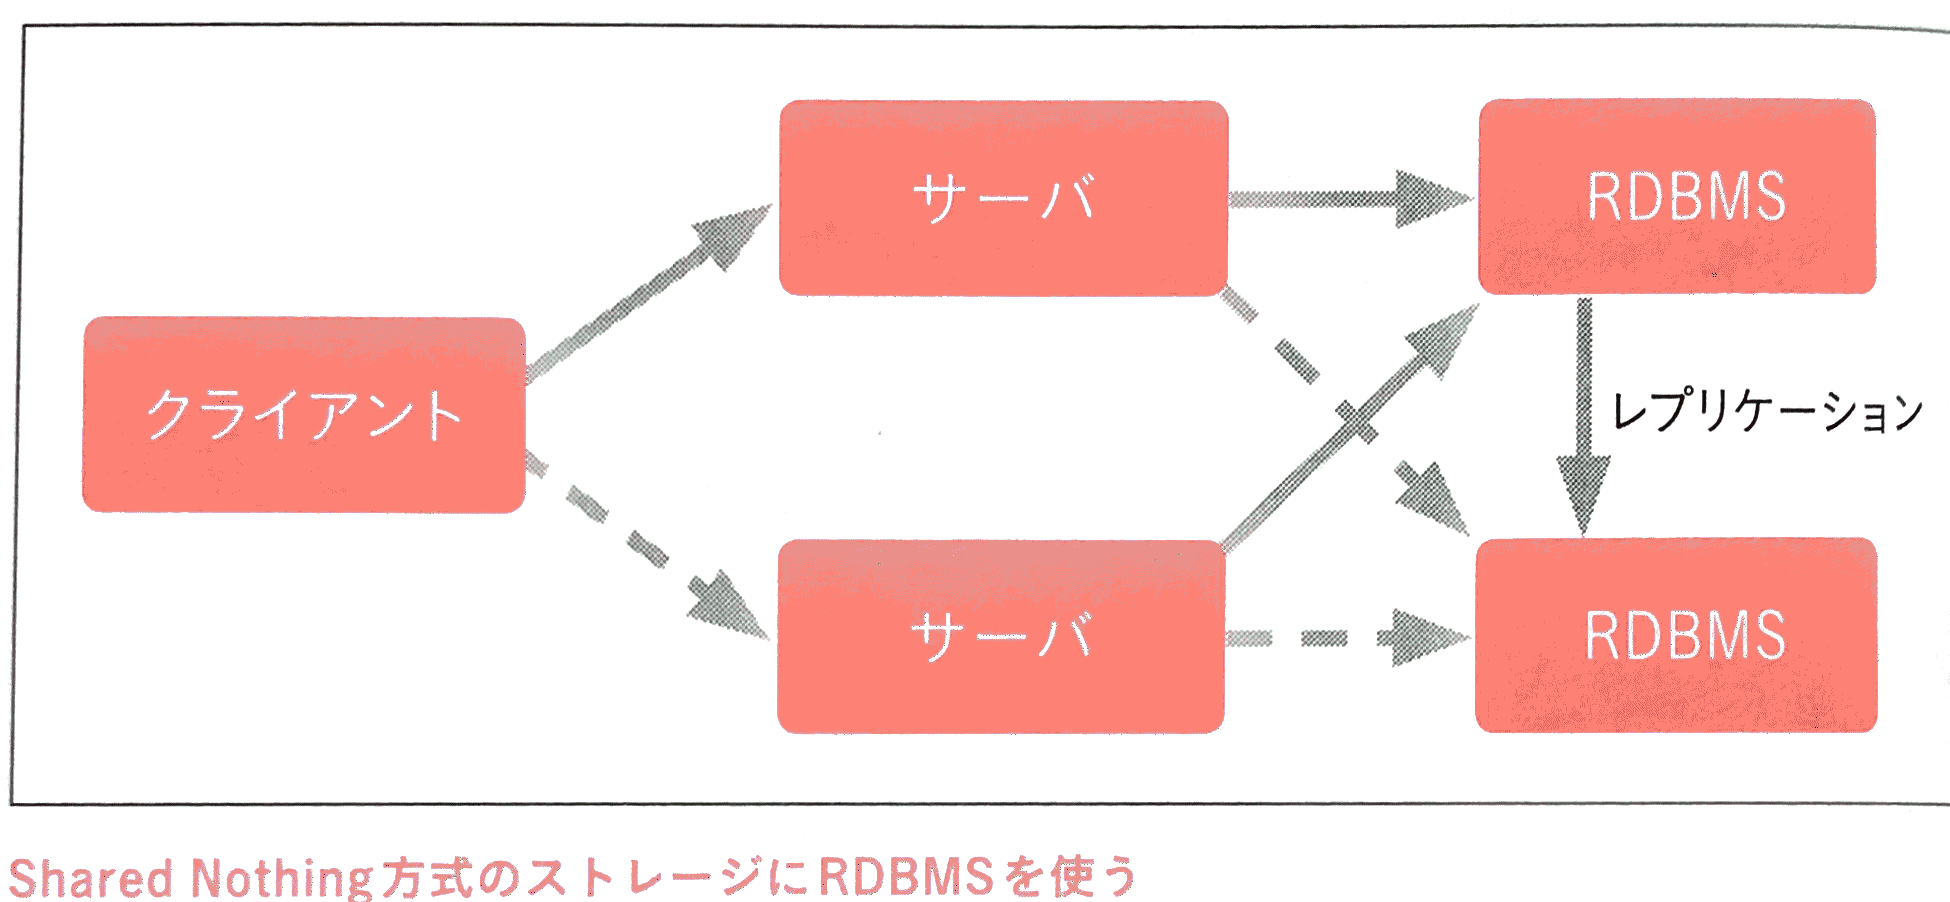 サーバ
RDBMS
クライアント
レプリケーション
サーバ
RDBMS
Shared Nothing方式のストレージにRDBMSを使う